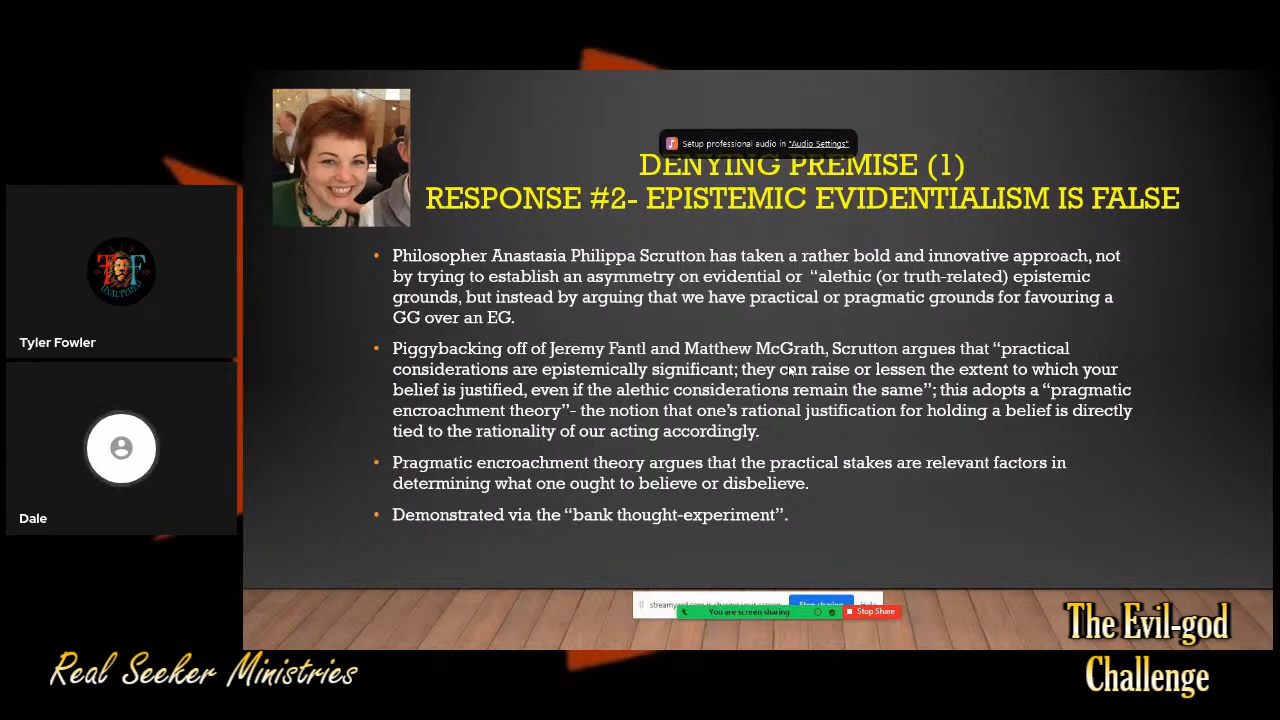 Setup professional audio in "Audio Settings"
DENYING PREMISE (1)
RESPONSE #2- EPISTEMIC EVIDENTIALISM IS FALSE
• Philosopher Anastasia Philippa Scrutton has taken a rather bold and innovative approach, not
by trying to establish an asymmetry on evidential or “alethic (or truth-related) epistemic
grounds, but instead by arguing that we have practical or pragmatic grounds for favouring a
GG over an EG.
• Piggybacking off of Jeremy Fantl and Matthew McGrath, Scrutton argues that “practical
considerations are epistemically significant; they can raise or lessen the extent to which your
belief is justified, even if the alethic considerations remain the same”; this adopts a “pragmatic
encroachment theory”- the notion that one’s rational justification for holding a belief is directly
tied to the rationality of our acting accordingly.
• Pragmatic encroachment theory argues that the practical stakes are relevant factors in
determining what one ought to believe or disbelieve.
• Demonstrated via the “bank thought-experiment”.
Tyler Fowler
Dale
streamyard.com is sharing your screen.
You are screen sharing
Stop Share
Real Seeker Ministries
The Evil-god
Challenge